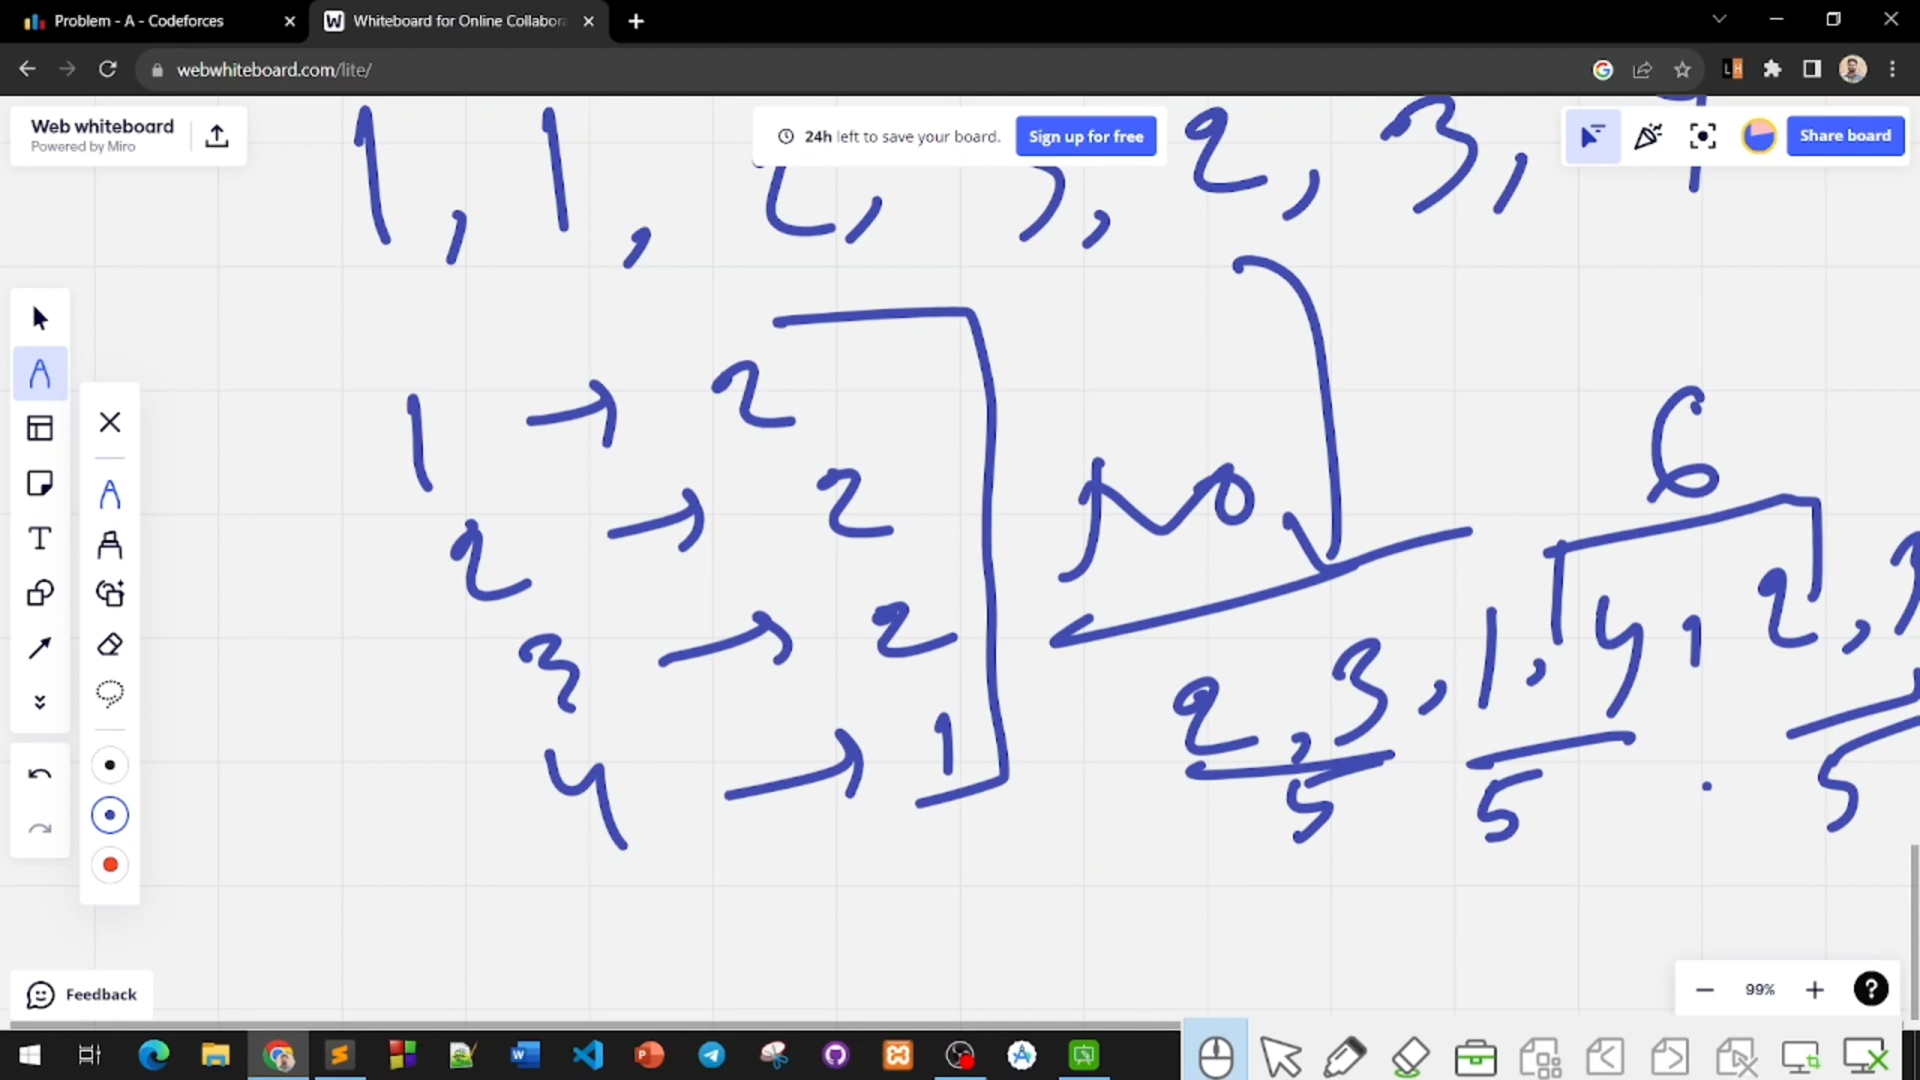 Problem - A - Codeforces
Whiteboard for Online Collabor
webwhiteboard.com/lite/
Web whiteboard
Powered by Miro
24h left to save your board.
Sign up for free
Share board
1, 1, 2, 3, 2, 3,
1 → 2
2 → 2
3 → 2
4 → 1
No
6
2, 3, 1, 4, 2, 3
5 5 5
Feedback
99%